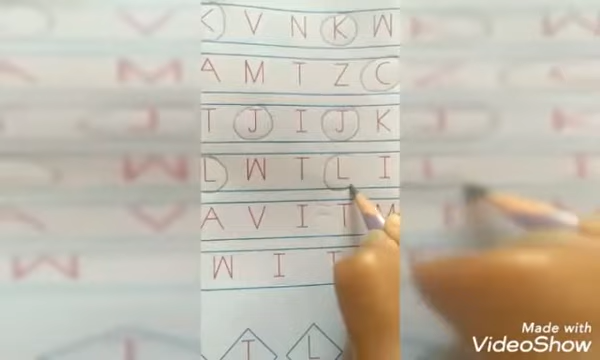 K V N K W
A M T Z C
T J I J K
L W T L I
A V I T M
W I T
I L
Made with
VideoShow